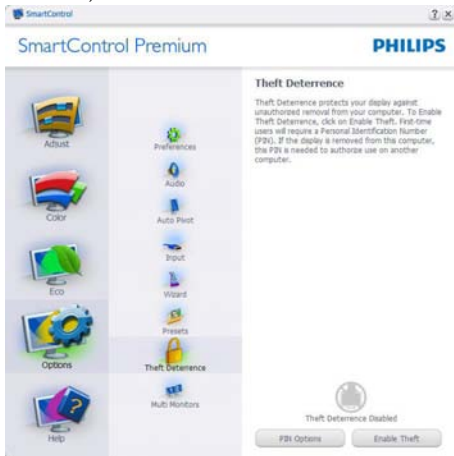 SmartControl
SmartControl Premium
PHILIPS
Adjust
Color
Eco
Options
Help
Preferences
Audio
Auto Pivot
Input
Wizard
Presets
Theft Deterrence
Multi Monitors
Theft Deterrence
Theft Deterrence protects your display against
unauthorized removal from your computer. To Enable
Theft Deterrence, click on Enable Theft. First-time
users will require a Personal Identification Number
(PIN). If the display is removed from this computer,
this PIN is needed to authorize use on another
computer.
Theft Deterrence Disabled
PIN Options
Enable Theft